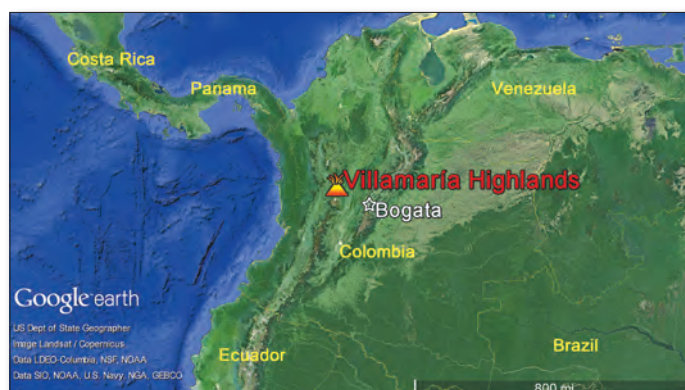 Costa Rica
Panama
Venezuela
Villamaría Highlands
Bogata
Colombia
Google earth
US Dept of State Geographer
Image Landsat / Copernicus
Data LDEO-Columbia, NSF, NOAA
Data SIO, NOAA, U.S. Navy, NGA, GEBCO
Ecuador
Brazil
800 mi